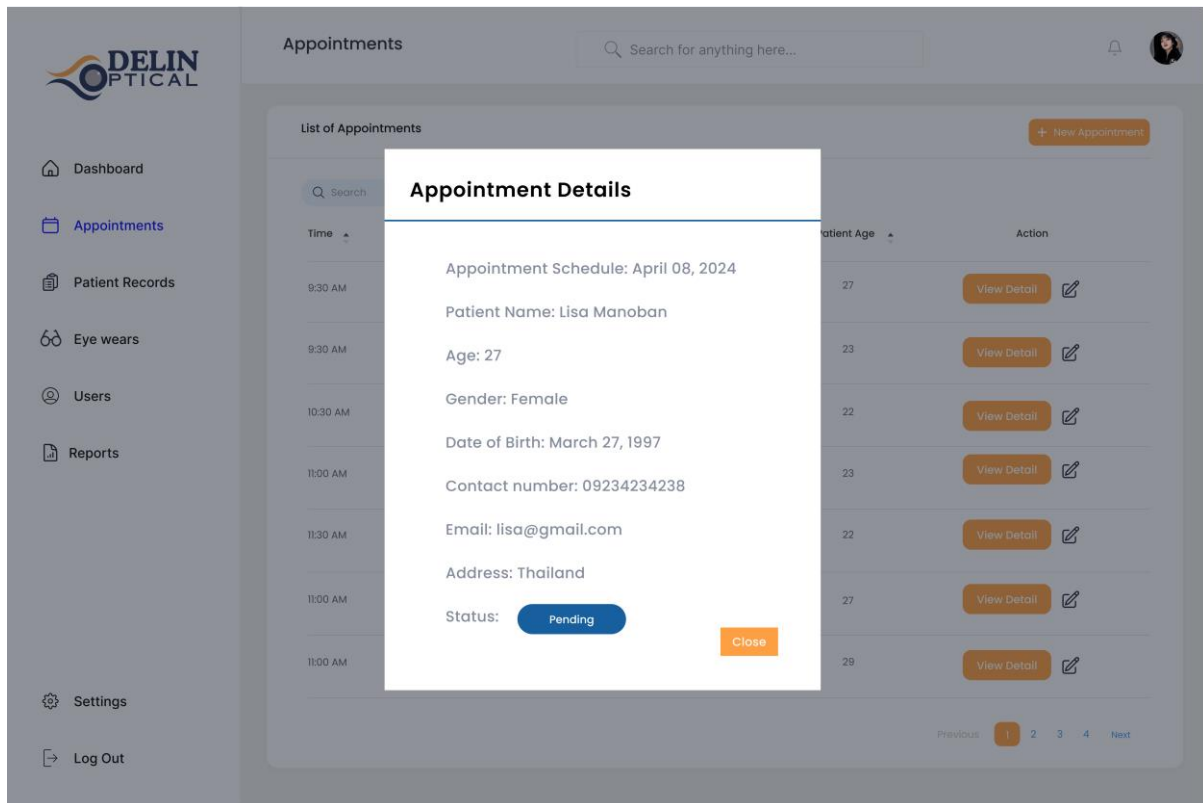 DELIN
OPTICAL
Appointments
Search for anything here...
Dashboard
Appointments
Patient Records
Eye wears
Users
Reports
Settings
Log Out
List of Appointments
+ New Appointment
Search
Time
Patient Age
Action
9:30 AM
27
View Detail
9:30 AM
23
View Detail
10:30 AM
22
View Detail
11:00 AM
23
View Detail
11:30 AM
22
View Detail
11:00 AM
27
View Detail
11:00 AM
29
View Detail
Previous 1 2 3 4 Next
Appointment Details
Appointment Schedule: April 08, 2024
Patient Name: Lisa Manoban
Age: 27
Gender: Female
Date of Birth: March 27, 1997
Contact number: 09234234238
Email: lisa@gmail.com
Address: Thailand
Status: Pending
Close